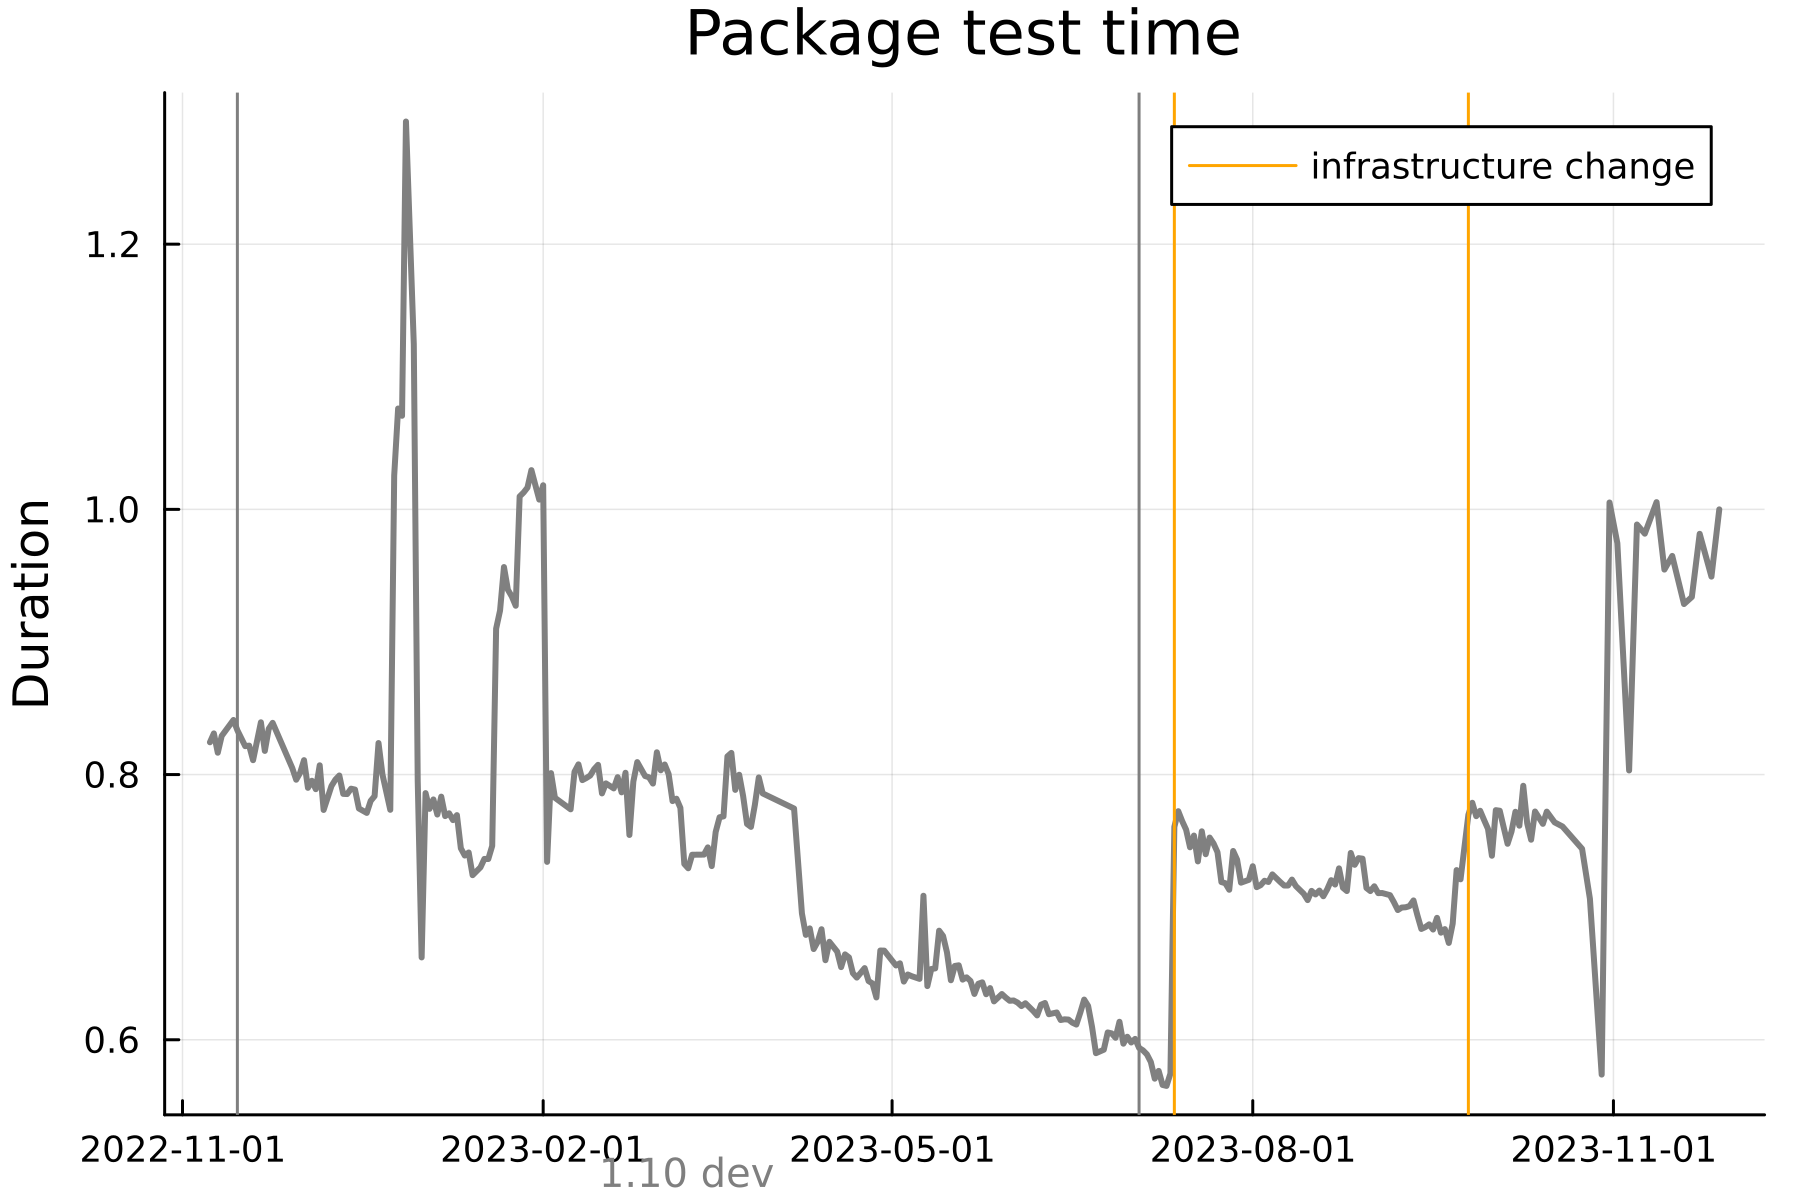 Package test time
infrastructure change
Duration
1.2
1.0
0.8
0.6
2022-11-01 2023-02-01 2023-05-01 2023-08-01 2023-11-01
1.10 dev